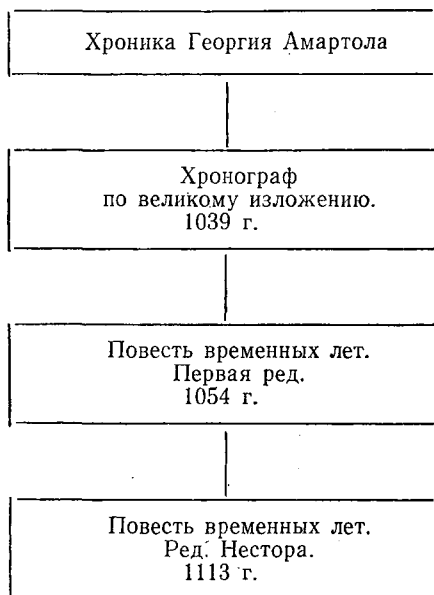 Хроника Георгия Амартола
Хронограф
по великому изложению.
1039 г.
Повесть временных лет.
Первая ред.
1054 г.
Повесть временных лет.
Ред. Нестора.
1113 г.